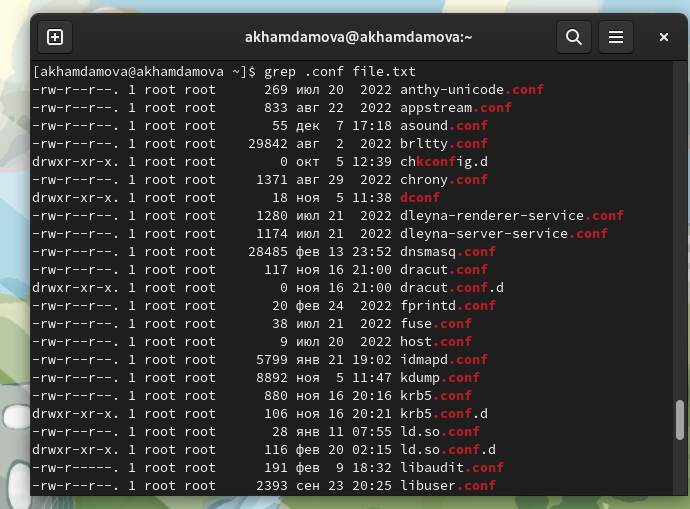 akhamdamova@akhamdamova:~
[akhamdamova@akhamdamova ~]$ grep .conf file.txt
-rw-r--r--. 1 root root      269 июл 20  2022 anthy-unicode.conf
-rw-r--r--. 1 root root      833 авг 22  2022 appstream.conf
-rw-r--r--. 1 root root       55 дек  7 17:18 asound.conf
-rw-r--r--. 1 root root    29842 авг  2  2022 brltty.conf
drwxr-xr-x. 1 root root        0 окт  5 12:39 chkconfig.d
-rw-r--r--. 1 root root     1371 авг 29  2022 chrony.conf
drwxr-xr-x. 1 root root       18 ноя  5 11:38 dconf
-rw-r--r--. 1 root root     1280 июл 21  2022 dleyna-renderer-service.conf
-rw-r--r--. 1 root root     1174 июл 21  2022 dleyna-server-service.conf
-rw-r--r--. 1 root root    28485 фев 13 23:52 dnsmasq.conf
-rw-r--r--. 1 root root      117 ноя 16 21:00 dracut.conf
drwxr-xr-x. 1 root root        0 ноя 16 21:00 dracut.conf.d
-rw-r--r--. 1 root root       20 фев 24  2022 fprintd.conf
-rw-r--r--. 1 root root       38 июл 21  2022 fuse.conf
-rw-r--r--. 1 root root        9 июл 20  2022 host.conf
-rw-r--r--. 1 root root     5799 янв 21 19:02 idmapd.conf
-rw-r--r--. 1 root root     8892 ноя  5 11:47 kdump.conf
-rw-r--r--. 1 root root      880 ноя 16 20:16 krb5.conf
drwxr-xr-x. 1 root root      106 ноя 16 20:21 krb5.conf.d
-rw-r--r--. 1 root root       28 янв 11 07:55 ld.so.conf
drwxr-xr-x. 1 root root      116 фев 20 02:15 ld.so.conf.d
-rw-r-----. 1 root root      191 фев  9 18:32 libaudit.conf
-rw-r--r--. 1 root root     2393 сен 23 20:25 libuser.conf